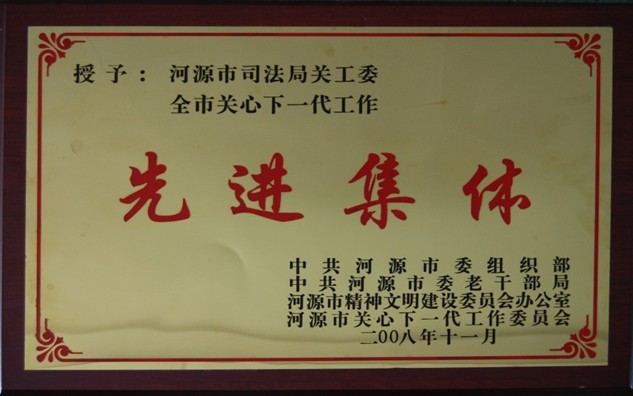 授予：河源市司法局关工委
全市关心下一代工作
先进集体
中共河源市委组织部
中共河源市委老干部局
河源市精神文明建设委员会办公室
河源市关心下一代工作委员会
二00八年十一月